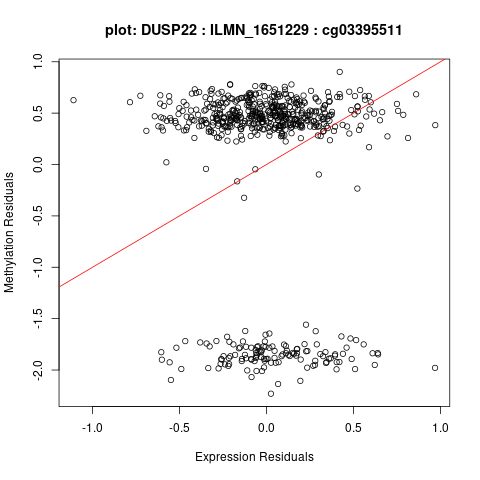 plot: DUSP22 : ILMN_1651229 : cg03395511
Methylation Residuals
1.0
0.5
0.0
-0.5
-1.0
-1.5
-2.0
-1.0 -0.5 0.0 0.5 1.0
Expression Residuals